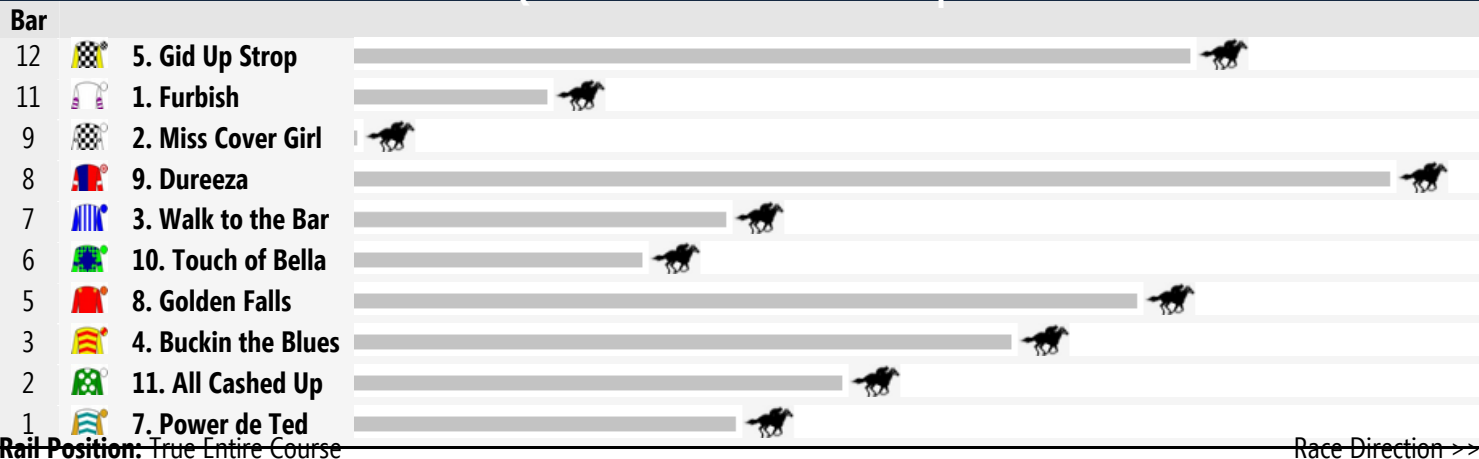 Bar
12 5. Gid Up Strop
11 1. Furbish
9 2. Miss Cover Girl
8 9. Dureeza
7 3. Walk to the Bar
6 10. Touch of Bella
5 8. Golden Falls
3 4. Buckin the Blues
2 11. All Cashed Up
1 7. Power de Ted
Rail Position: True Entire Course Race Direction >>